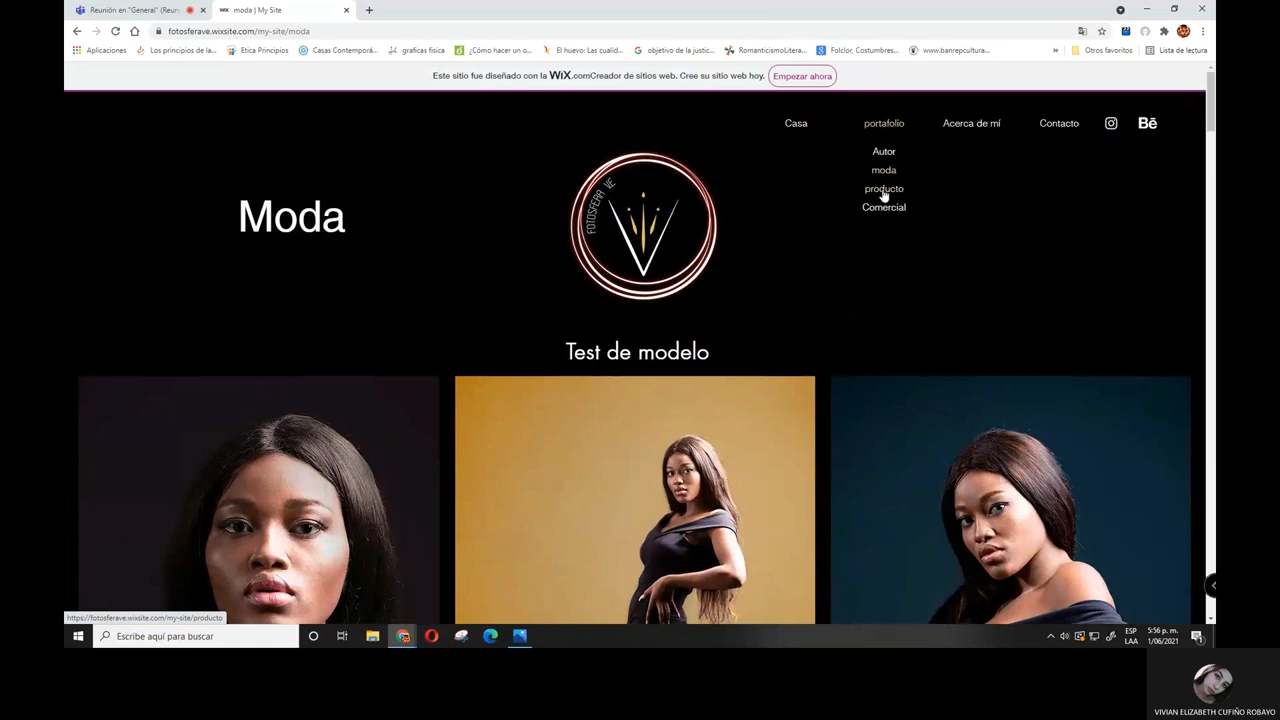 Reunión en "General" (Reun
moda | My Site
fotosferave.wixsite.com/my-site/moda
Aplicaciones
Los principios de la...
Etica Principios
Casas Contemporá...
graficas fisica
¿Cómo hacer un o...
El huevo: Las cualid...
objetivo de la justic...
RomanticismoLitera...
Folclor, Costumbres...
www.banrepcultura...
»
Otros favoritos
Lista de lectura
Este sitio fue diseñado con la WiX.comCreador de sitios web. Cree su sitio web hoy.
Empezar ahora
Casa
portafolio
Acerca de mí
Contacto
Bē
Autor
moda
producto
Comercial
Moda
FOTOSFERA VE
Test de modelo
https://fotosferave.wixsite.com/my-site/producto
Escribe aquí para buscar
ESP
LAA
5:56 p. m.
1/06/2021
VIVIAN ELIZABETH CUFIÑO ROBAYO